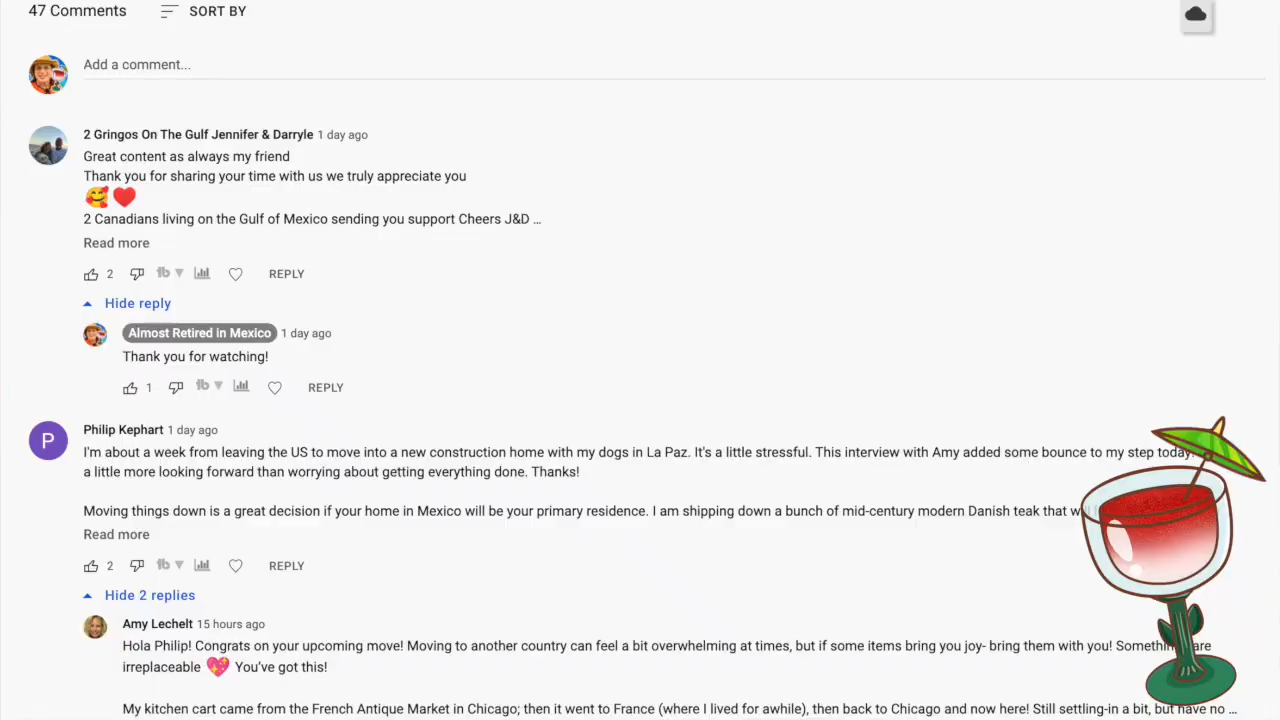 47 Comments
SORT BY
Add a comment...
2 Gringos On The Gulf Jennifer & Darryle 1 day ago
Great content as always my friend
Thank you for sharing your time with us we truly appreciate you
🥰❤️
2 Canadians living on the Gulf of Mexico sending you support Cheers J&D ...
Read more
2
REPLY
Hide reply
Almost Retired in Mexico 1 day ago
Thank you for watching!
1
REPLY
P
Philip Kephart 1 day ago
I'm about a week from leaving the US to move into a new construction home with my dogs in La Paz. It's a little stressful. This interview with Amy added some bounce to my step today.
a little more looking forward than worrying about getting everything done. Thanks!
Moving things down is a great decision if your home in Mexico will be your primary residence. I am shipping down a bunch of mid-century modern Danish teak that
Read more
2
REPLY
Hide 2 replies
Amy Lechelt 15 hours ago
Hola Philip! Congrats on your upcoming move! Moving to another country can feel a bit overwhelming at times, but if some items bring you joy- bring them with you! are
irreplaceable 💖 You've got this!
My kitchen cart came from the French Antique Market in Chicago; then it went to France (where I lived for awhile), then back to Chicago and now here! Still settling-in a bit, but have no ...